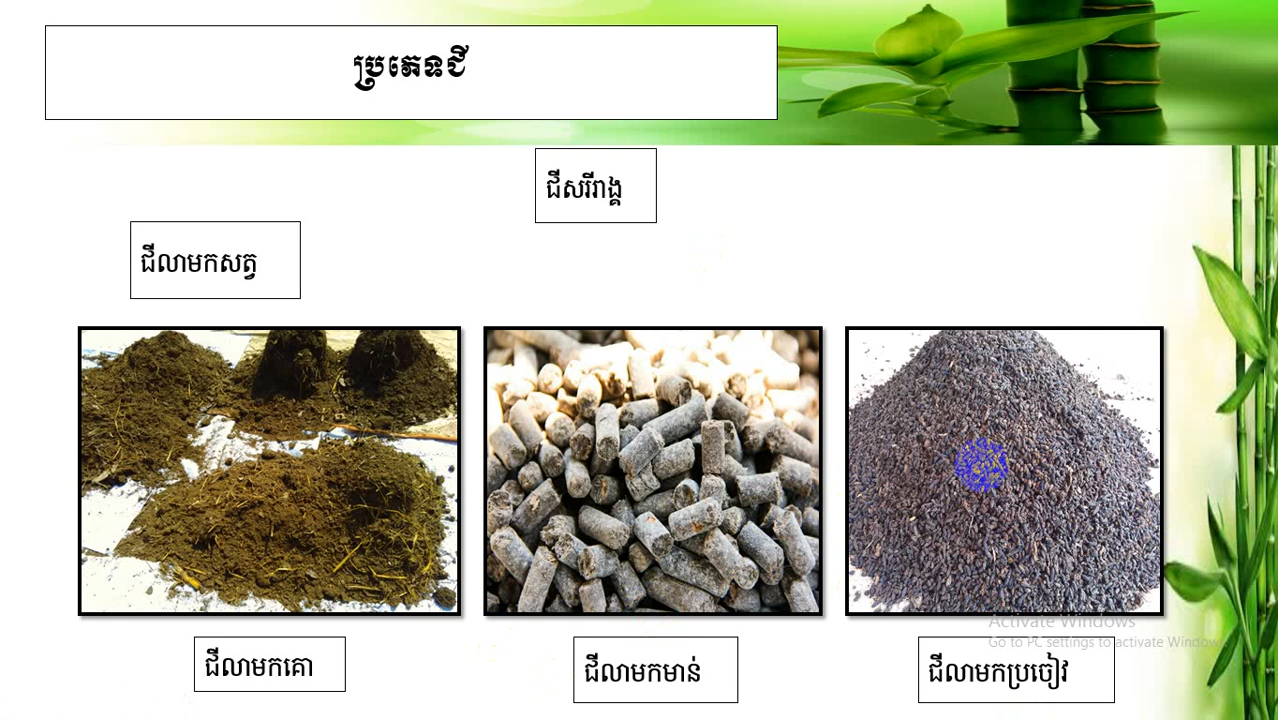 ប្រភេទជី
ជីសរីរាង្គ
ជីលាមកសត្វ
Activate Windows
Go to PC settings to activate Windows.
ជីលាមកគោ
ជីលាមកមាន់
ជីលាមកប្រចៀវ